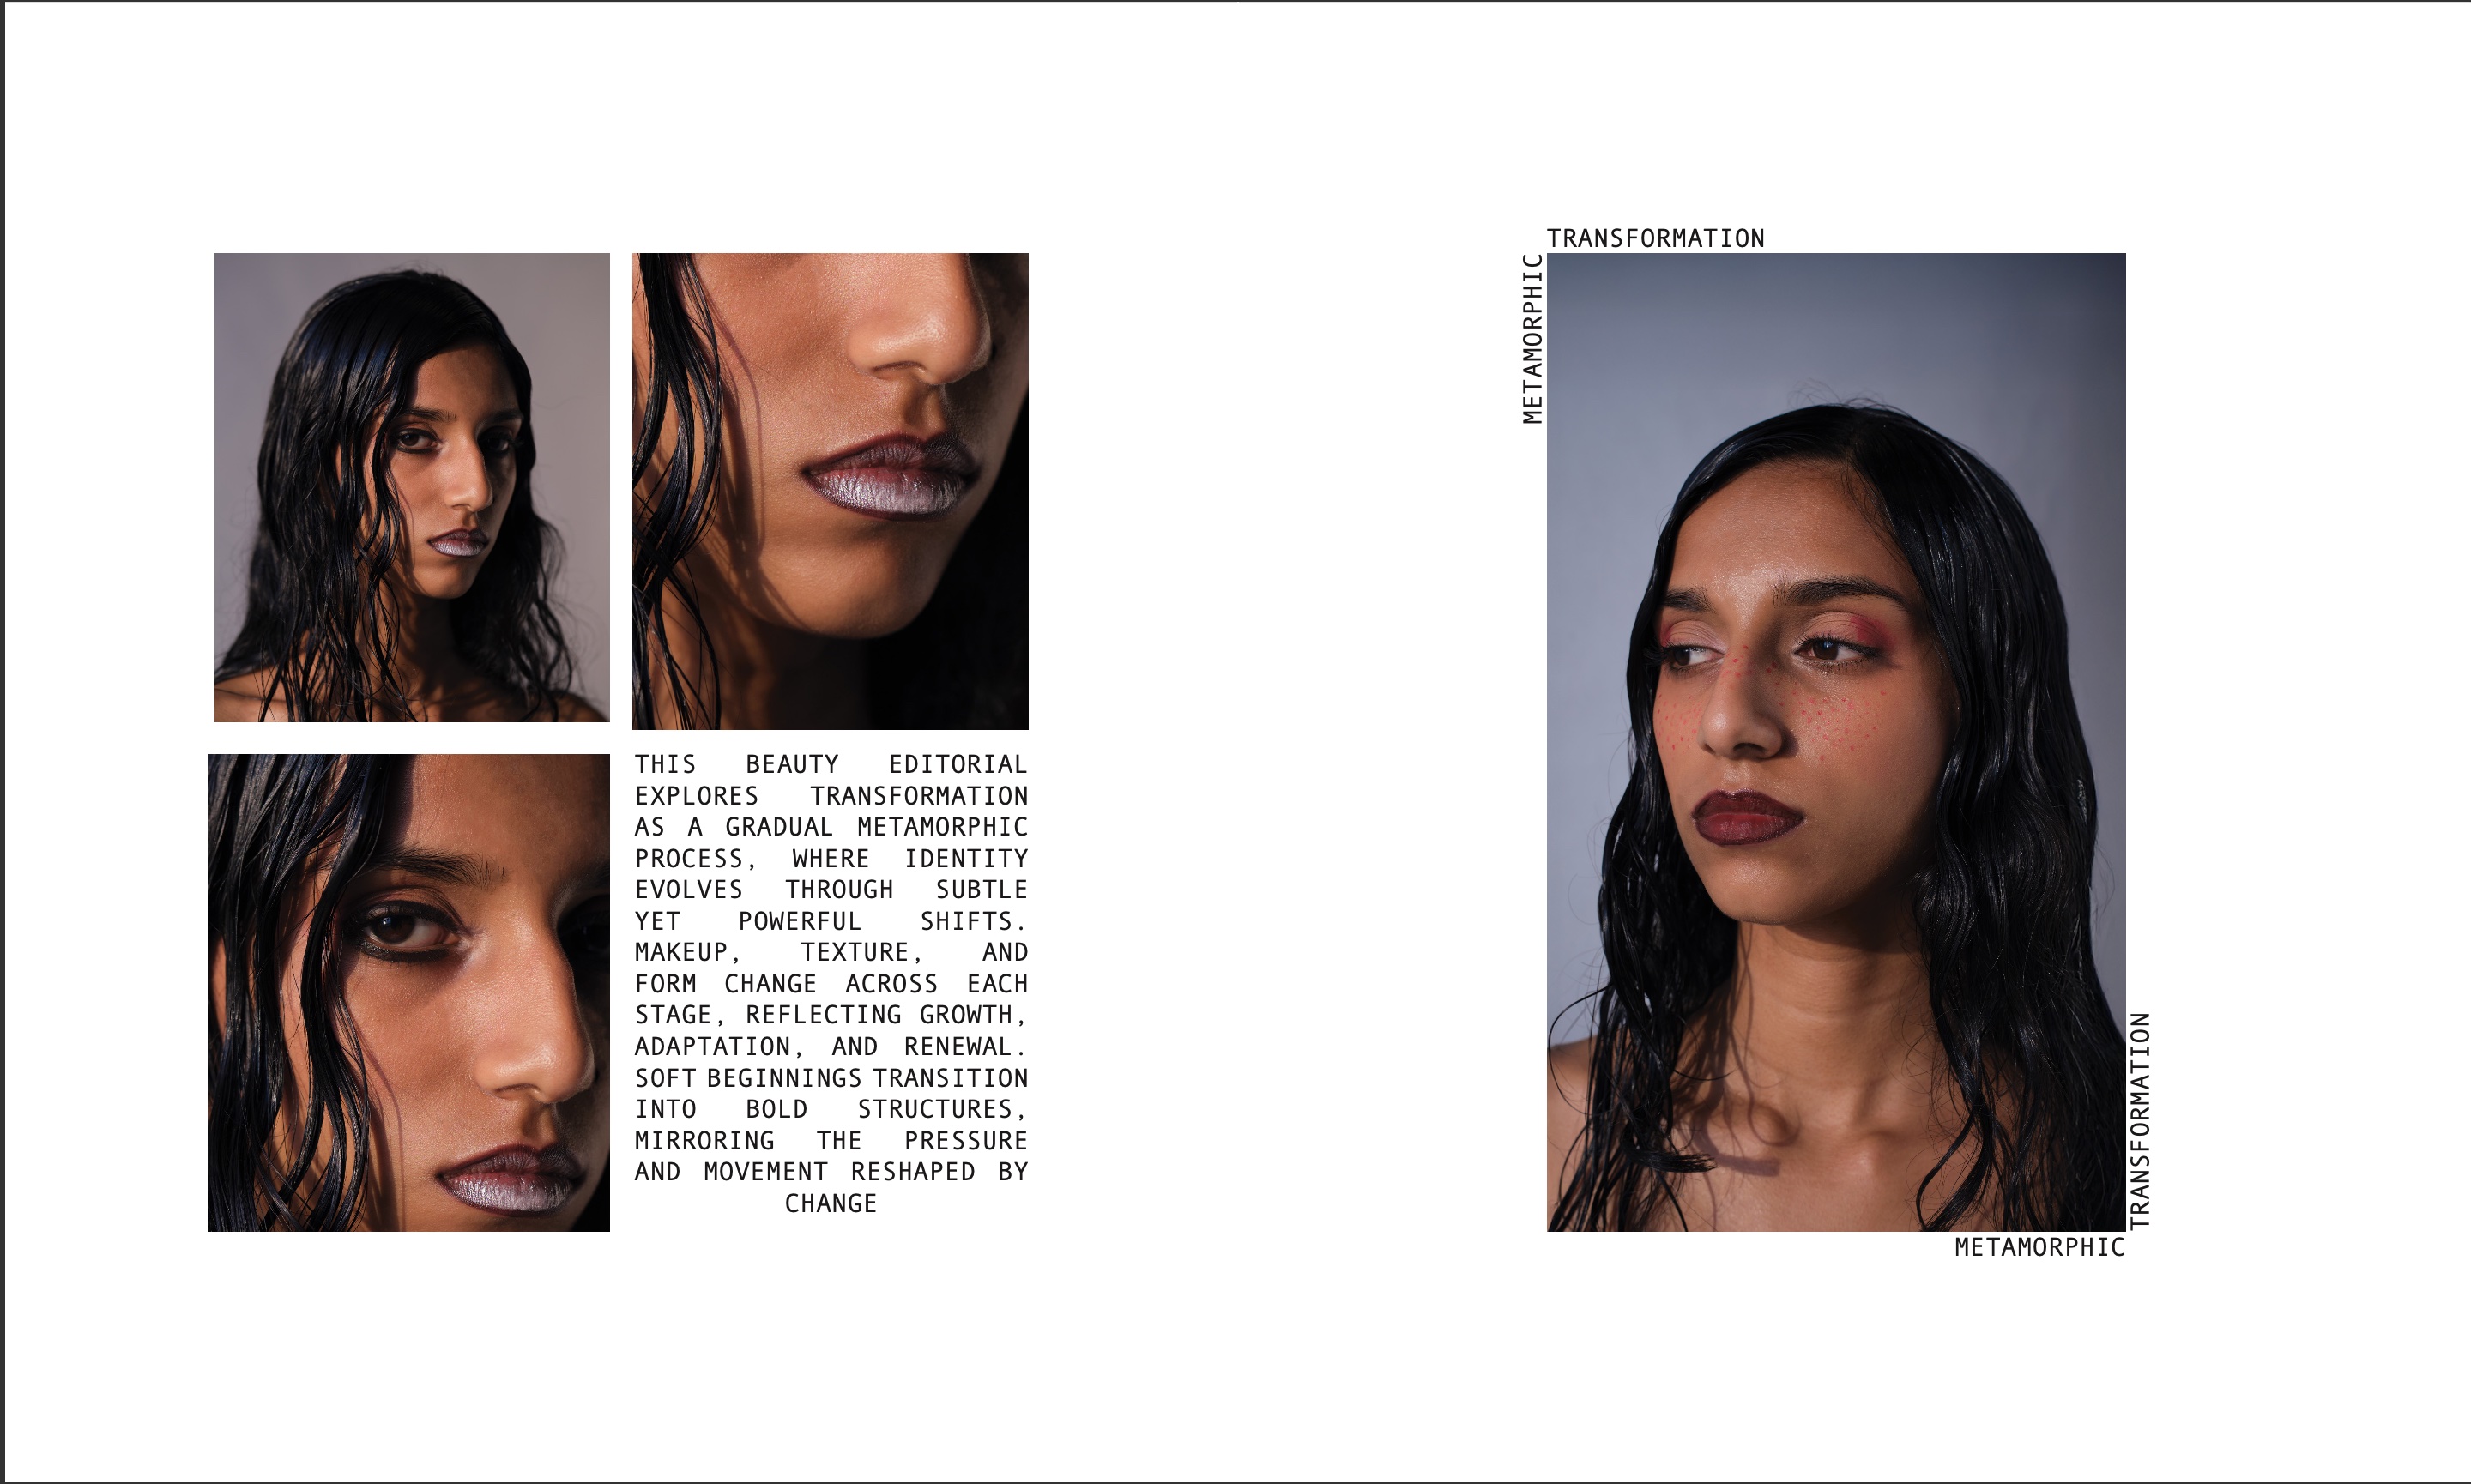 THIS BEAUTY EDITORIAL
EXPLORES TRANSFORMATION
AS A GRADUAL METAMORPHIC
PROCESS, WHERE IDENTITY
EVOLVES THROUGH SUBTLE
YET POWERFUL SHIFTS.
MAKEUP, TEXTURE, AND
FORM CHANGE ACROSS EACH
STAGE, REFLECTING GROWTH,
ADAPTATION, AND RENEWAL.
SOFT BEGINNINGS TRANSITION
INTO BOLD STRUCTURES,
MIRRORING THE PRESSURE
AND MOVEMENT RESHAPED BY
CHANGE
TRANSFORMATION
METAMORPHIC
TRANSFORMATION
METAMORPHIC